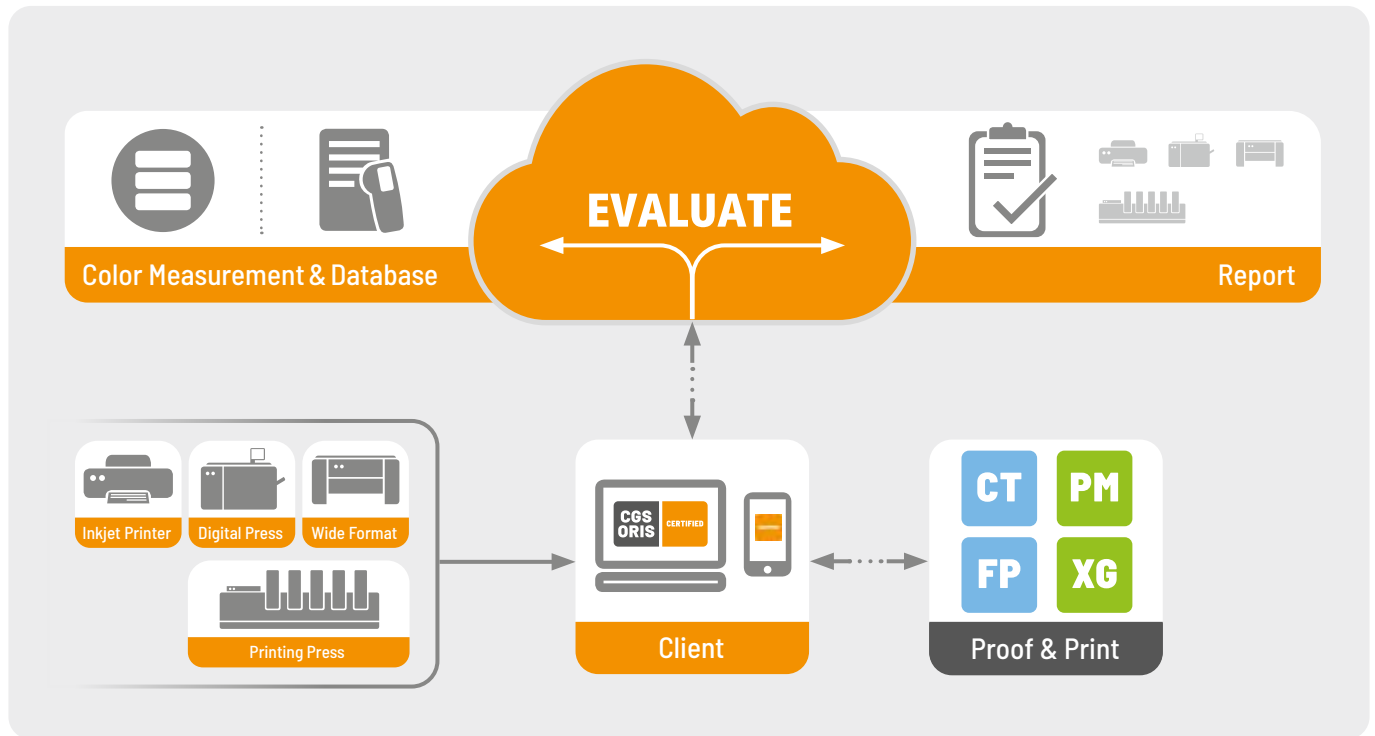 EVALUATE
Color Measurement & Database
Report
Inkjet Printer
Digital Press
Wide Format
Printing Press
CGS
ORIS
CERTIFIED
Client
CT
PM
FP
XG
Proof & Print